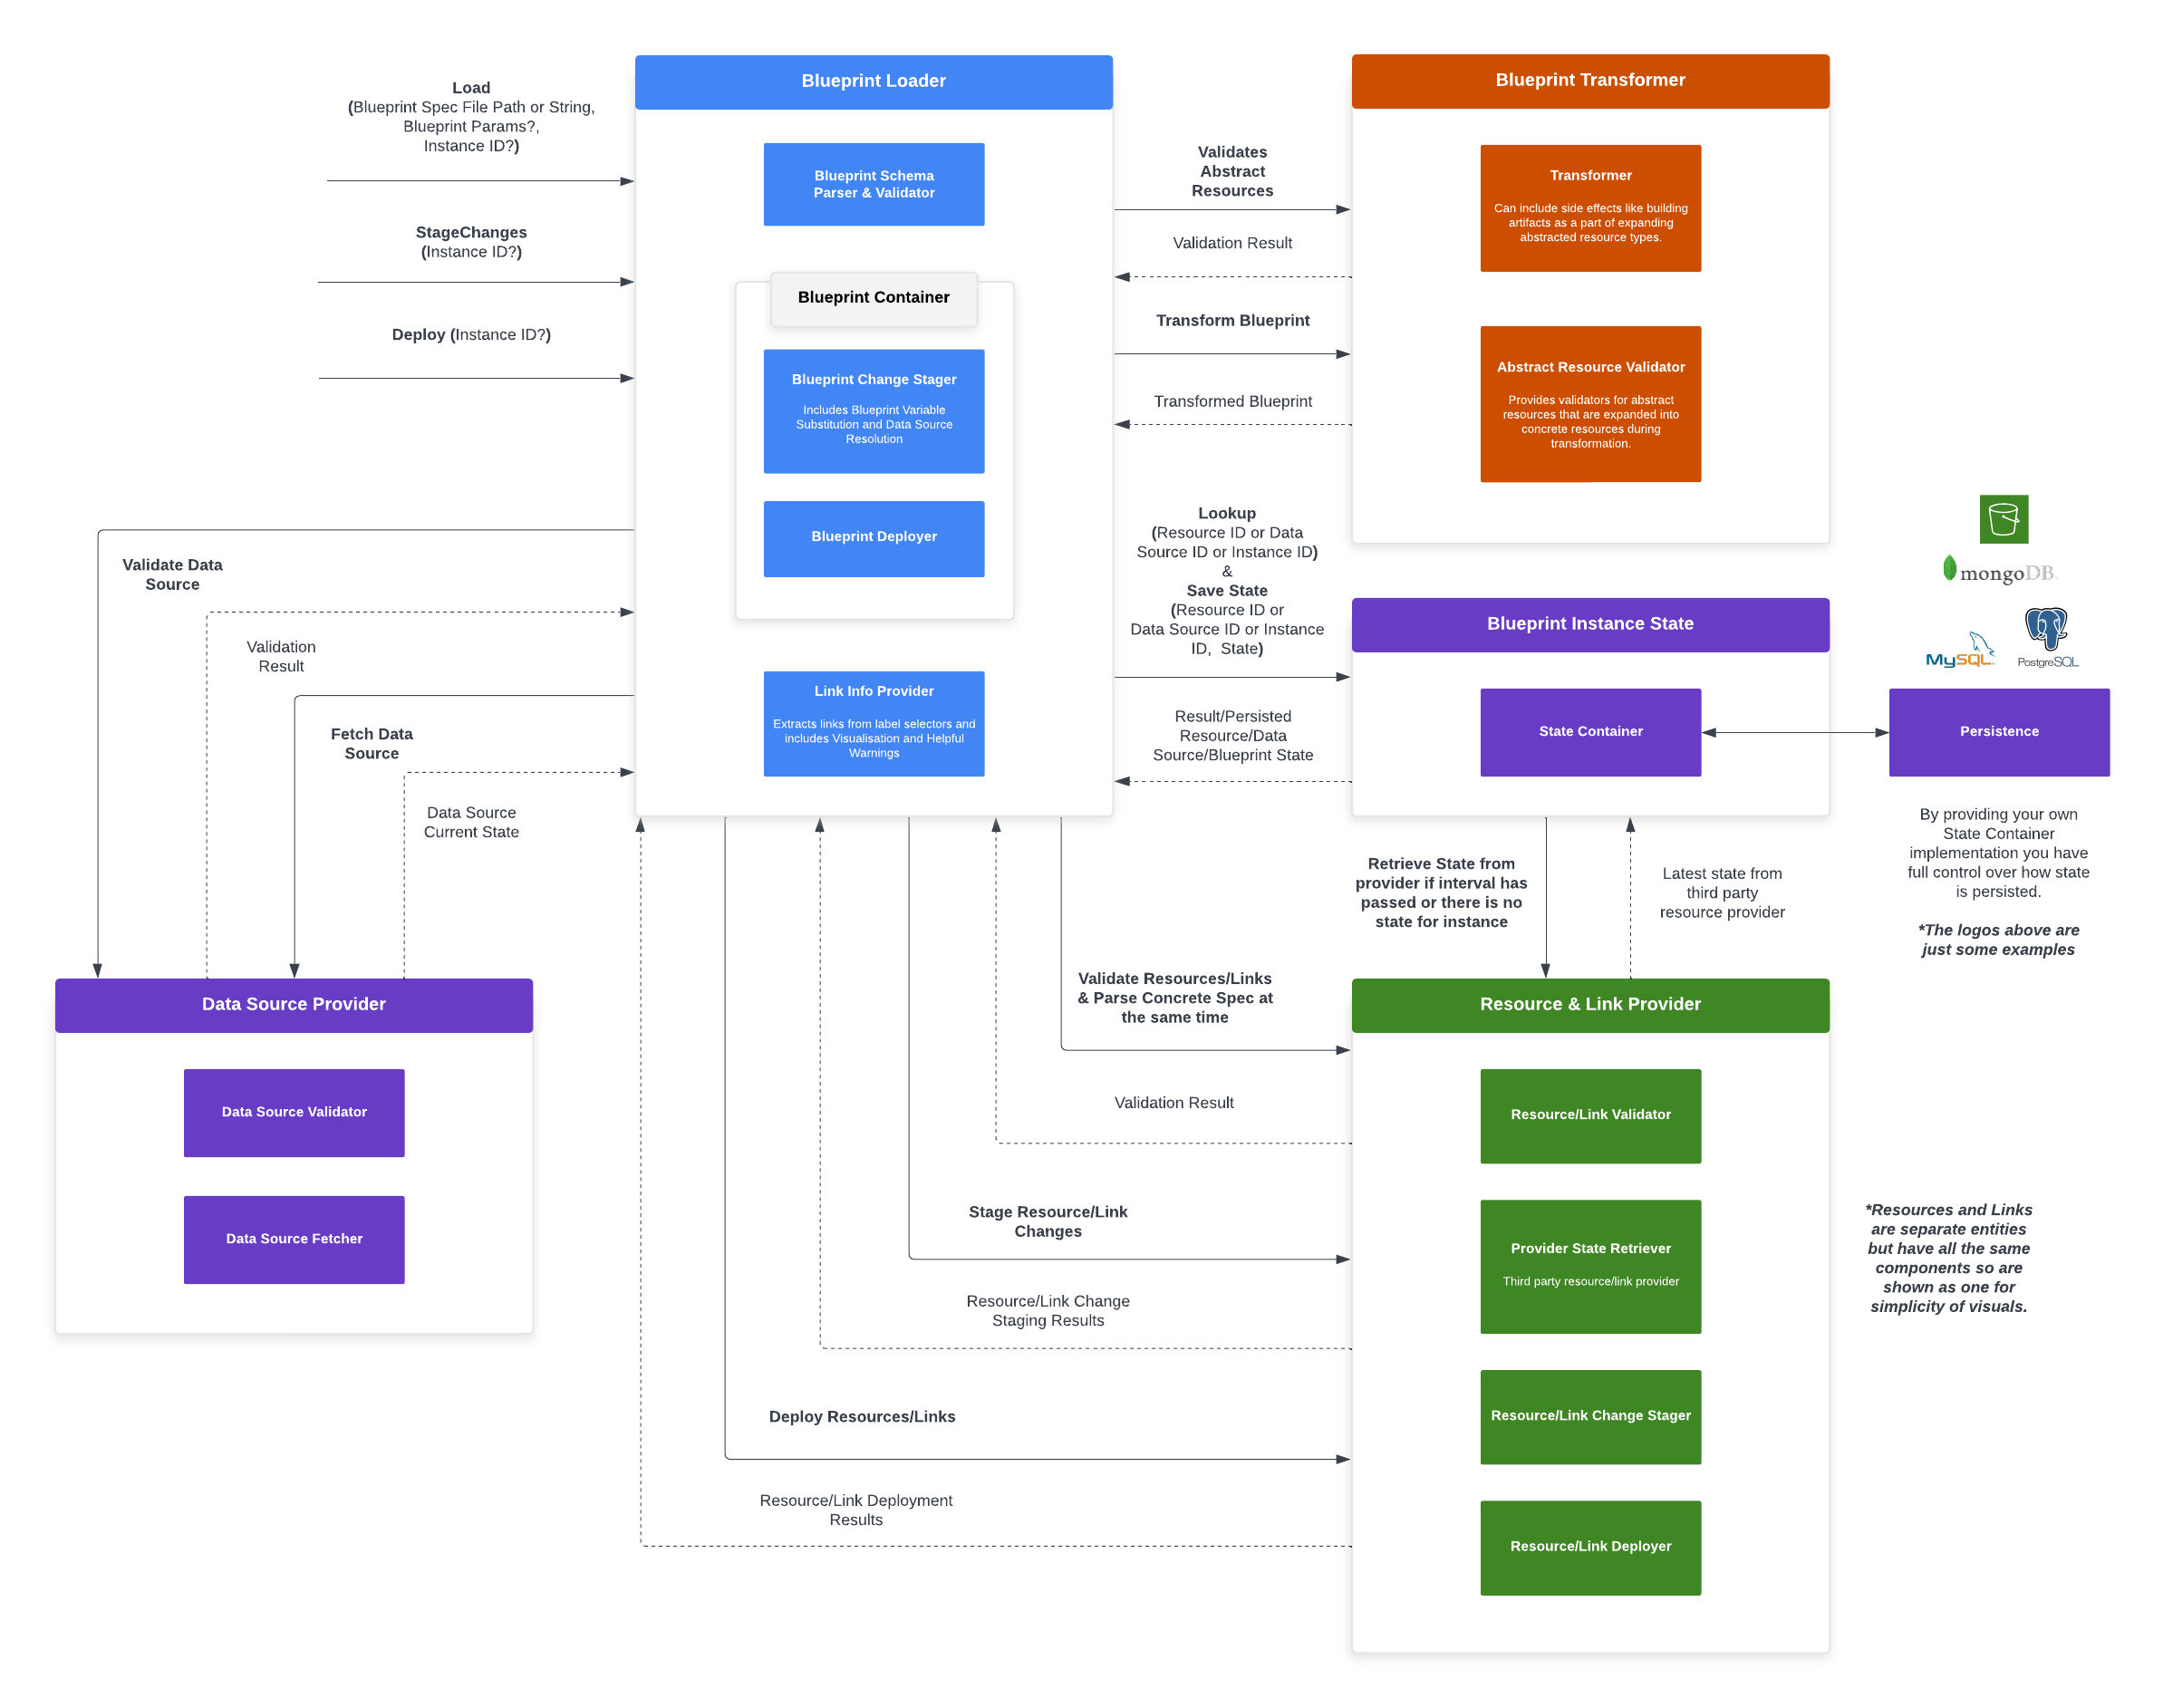 Load
(Blueprint Spec File Path or String,
Blueprint Params?,
Instance ID?)
StageChanges
(Instance ID?)
Deploy (Instance ID?)
Blueprint Loader
Blueprint Schema
Parser & Validator
Blueprint Container
Blueprint Change Stager
Includes Blueprint Variable
Substitution and Data Source
Resolution
Blueprint Deployer
Link Info Provider
Extracts links from label selectors and
includes Visualisation and Helpful
Warnings
Validates
Abstract
Resources
Validation Result
Transform Blueprint
Transformed Blueprint
Blueprint Transformer
Transformer
Can include side effects like building
artifacts as a part of expanding
abstracted resource types.
Abstract Resource Validator
Provides validators for abstract
resources that are expanded into
concrete resources during
transformation.
Lookup
(Resource ID or Data
Source ID or Instance ID)
&
Save State
(Resource ID or
Data Source ID or Instance
ID,  State)
Result/Persisted
Resource/Data
Source/Blueprint State
Blueprint Instance State
State Container
mongoDB
MySQL
PostgreSQL
Persistence
By providing your own
State Container
implementation you have
full control over how state
is persisted.
*The logos above are
just some examples
Validate Data
Source
Validation
Result
Fetch Data
Source
Data Source
Current State
Data Source Provider
Data Source Validator
Data Source Fetcher
Retrieve State from
provider if interval has
passed or there is no
state for instance
Latest state from
third party
resource provider
Validate Resources/Links
& Parse Concrete Spec at
the same time
Validation Result
Stage Resource/Link
Changes
Resource/Link Change
Staging Results
Deploy Resources/Links
Resource/Link Deployment
Results
Resource & Link Provider
Resource/Link Validator
Provider State Retriever
Third party resource/link provider
Resource/Link Change Stager
Resource/Link Deployer
*Resources and Links
are separate entities
but have all the same
components so are
shown as one for
simplicity of visuals.